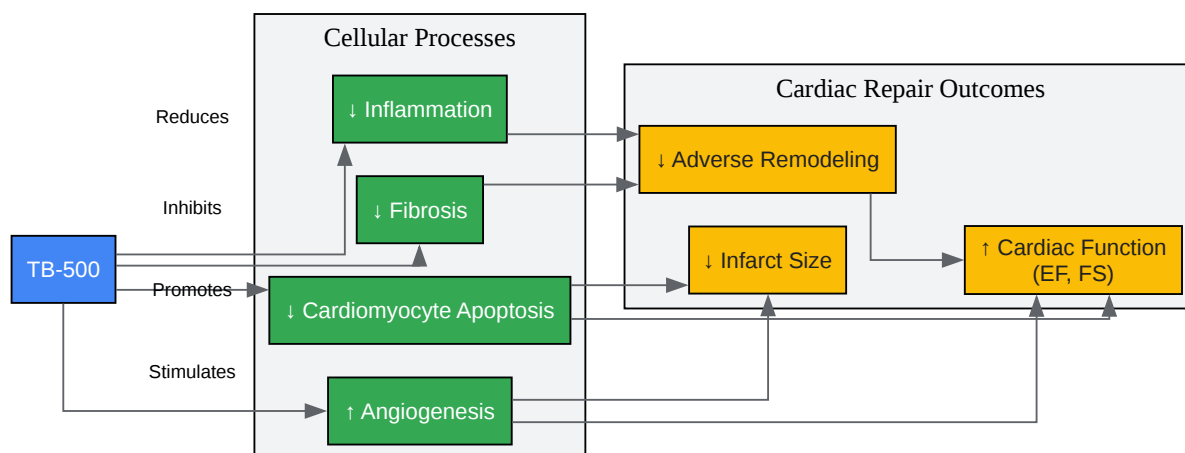 Cellular Processes
Cardiac Repair Outcomes
Reduces
↓ Inflammation
↓ Adverse Remodeling
Inhibits
↓ Fibrosis
TB-500
↓ Infarct Size
↑ Cardiac Function
(EF, FS)
Promotes
↓ Cardiomyocyte Apoptosis
Stimulates
↑ Angiogenesis